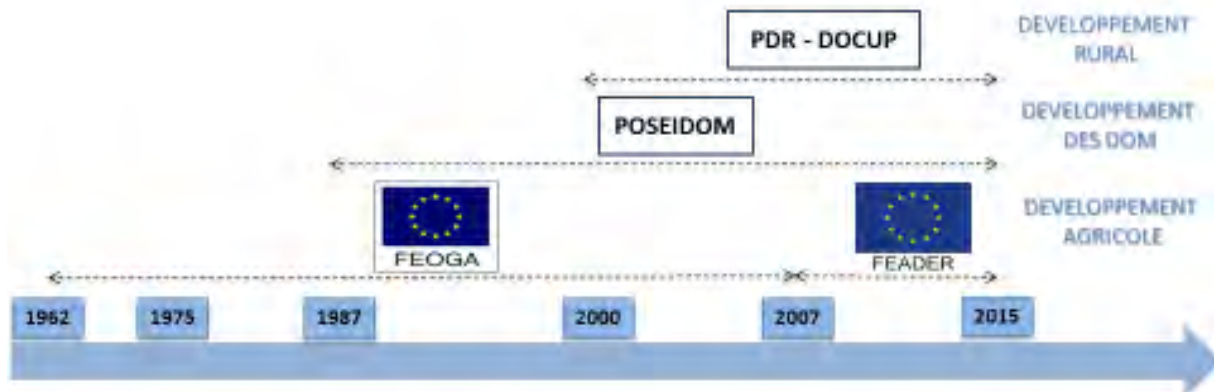 PDR - DOCUP
DEVELOPPEMENT
RURAL
POSEIDOM
DEVELOPPEMENT
DES DOM
FEOGA
FEADER
DEVELOPPEMENT
AGRICOLE
1962
1975
1987
2000
2007
2015